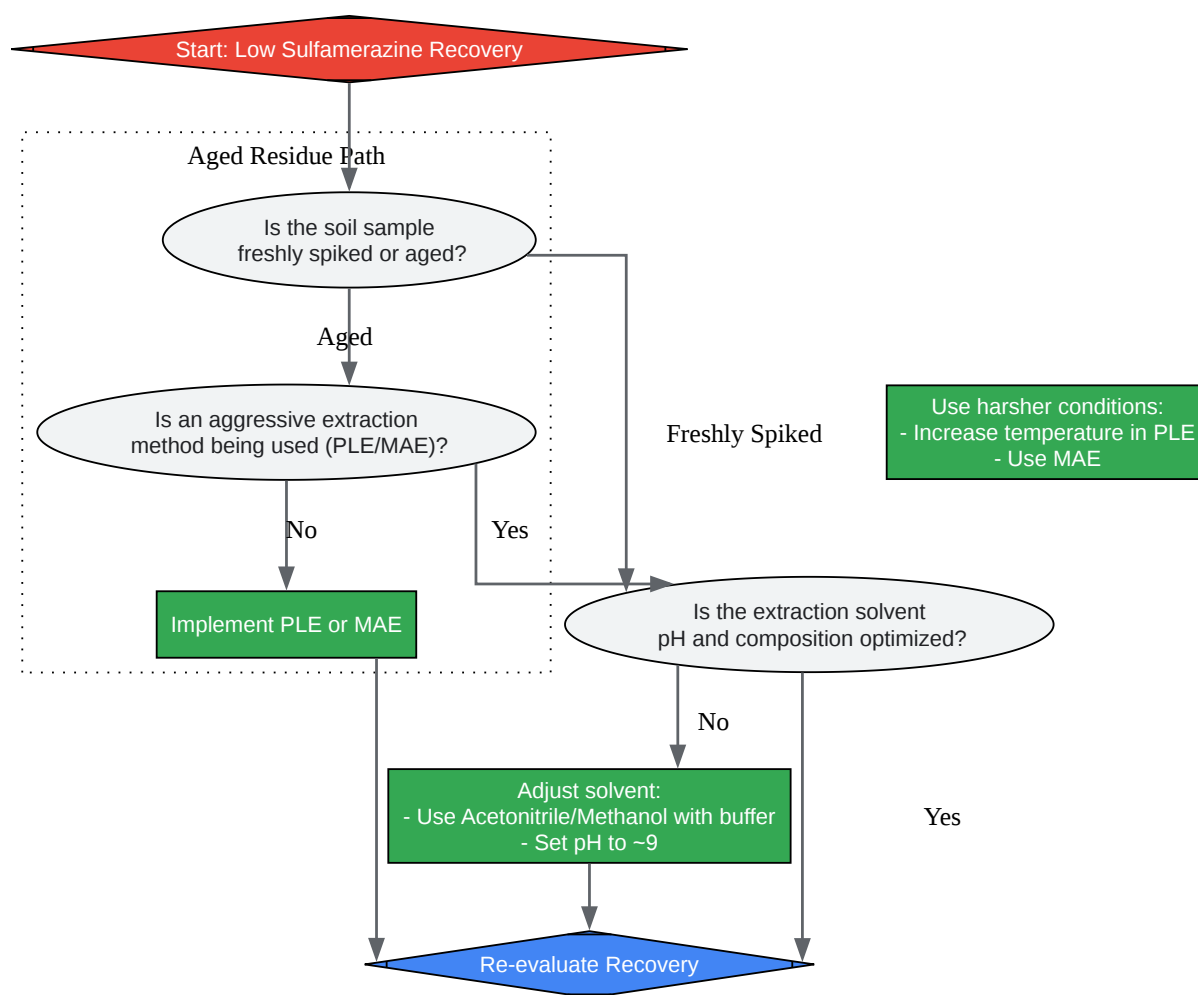 Start: Low Sulfamerazine Recovery
Aged Residue Path
Is the soil sample
freshly spiked or aged?
Aged
Is an aggressive extraction
method being used (PLE/MAE)?
Freshly Spiked
Use harsher conditions:
- Increase temperature in PLE
- Use MAE
No
Yes
Implement PLE or MAE
Is the extraction solvent
pH and composition optimized?
No
Adjust solvent:
- Use Acetonitrile/Methanol with buffer
- Set pH to ~9
Yes
Re-evaluate Recovery